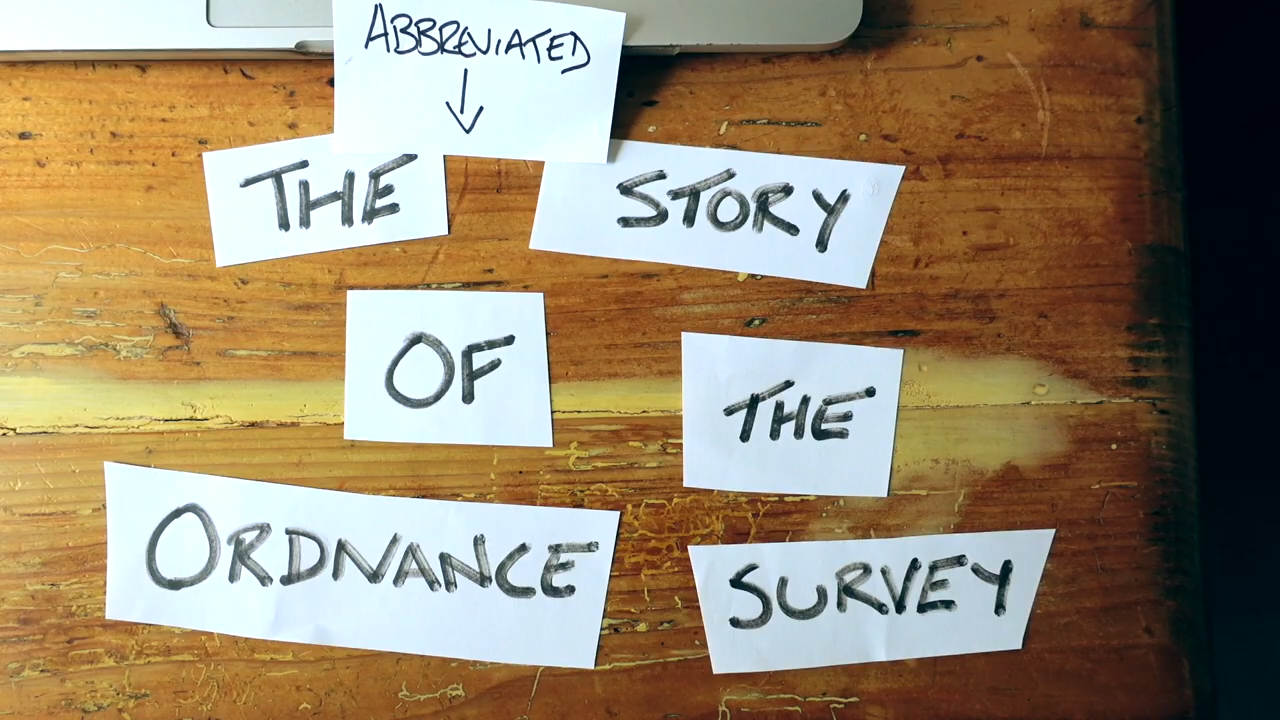 ABBREVIATED
↓
THE STORY
OF THE
ORDNANCE SURVEY